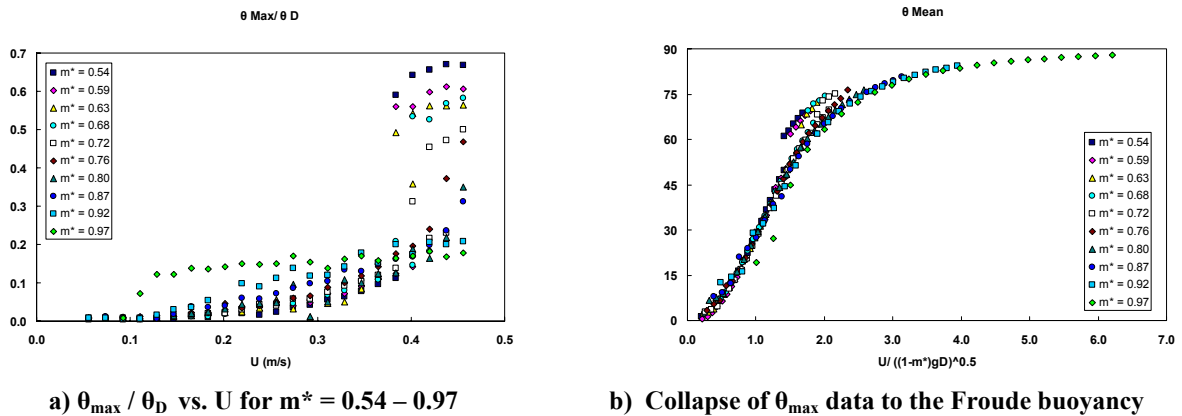 θ Max/ θ D
0.7
0.6
0.5
0.4
0.3
0.2
0.1
0.0
m* = 0.54
m* = 0.59
m* = 0.63
m* = 0.68
m* = 0.72
m* = 0.76
m* = 0.80
m* = 0.87
m* = 0.92
m* = 0.97
0.0 0.1 0.2 0.3 0.4 0.5
U (m/s)
a) θmax / θD vs. U for m* = 0.54 – 0.97
θ Mean
90
75
60
45
30
15
0
m* = 0.54
m* = 0.59
m* = 0.63
m* = 0.68
m* = 0.72
m* = 0.76
m* = 0.80
m* = 0.87
m* = 0.92
m* = 0.97
0.0 1.0 2.0 3.0 4.0 5.0 6.0 7.0
U/ ((1-m*)gD)^0.5
b) Collapse of θmax data to the Froude buoyancy